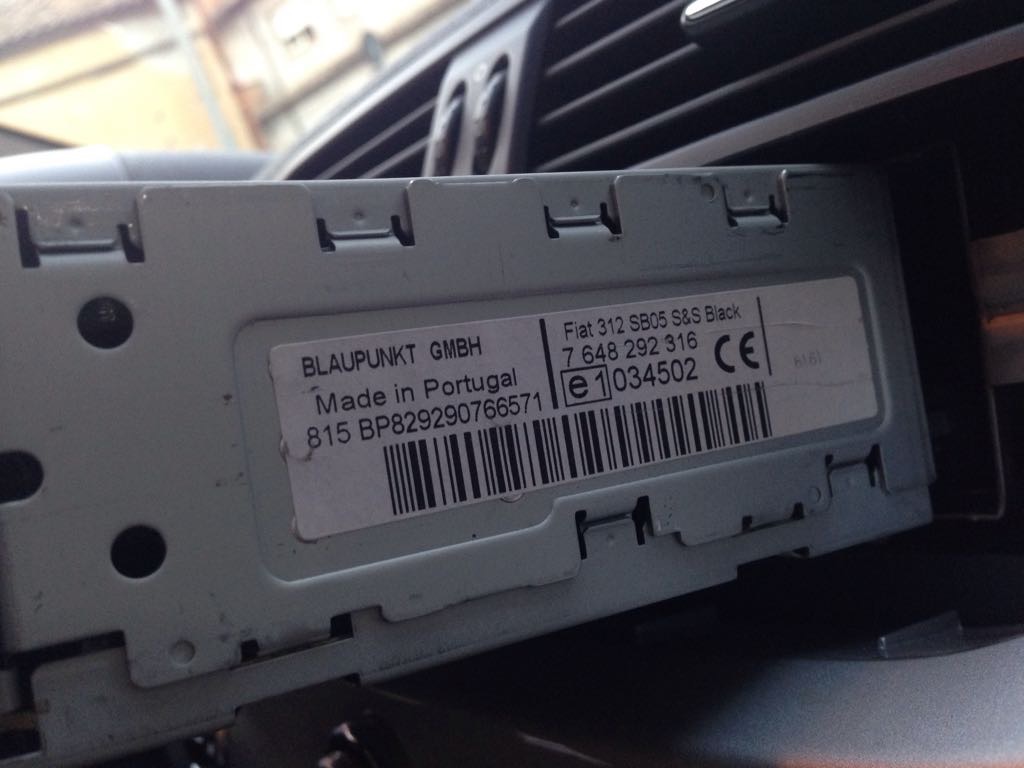 BLAUPUNKT GMBH
Made in Portugal
815 BP829290766571
Fiat 312 SB05 S&S Black
7 648 292 316
e1 034502
CE